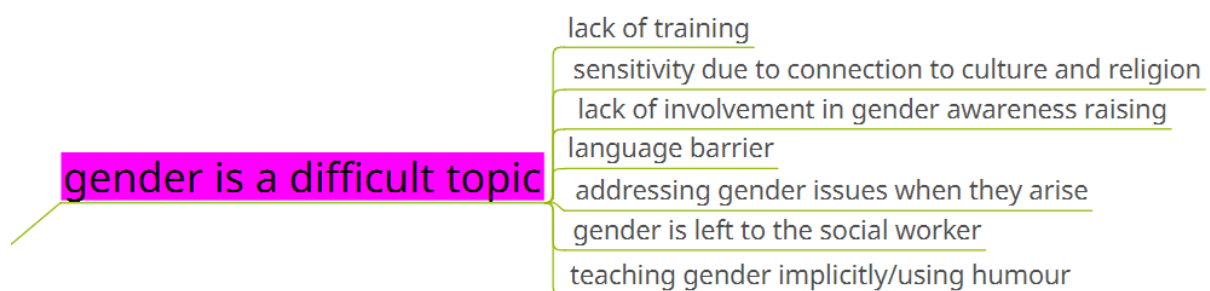 lack of training
sensitivity due to connection to culture and religion
lack of involvement in gender awareness raising
language barrier
gender is a difficult topic
addressing gender issues when they arise
gender is left to the social worker
teaching gender implicitly/using humour